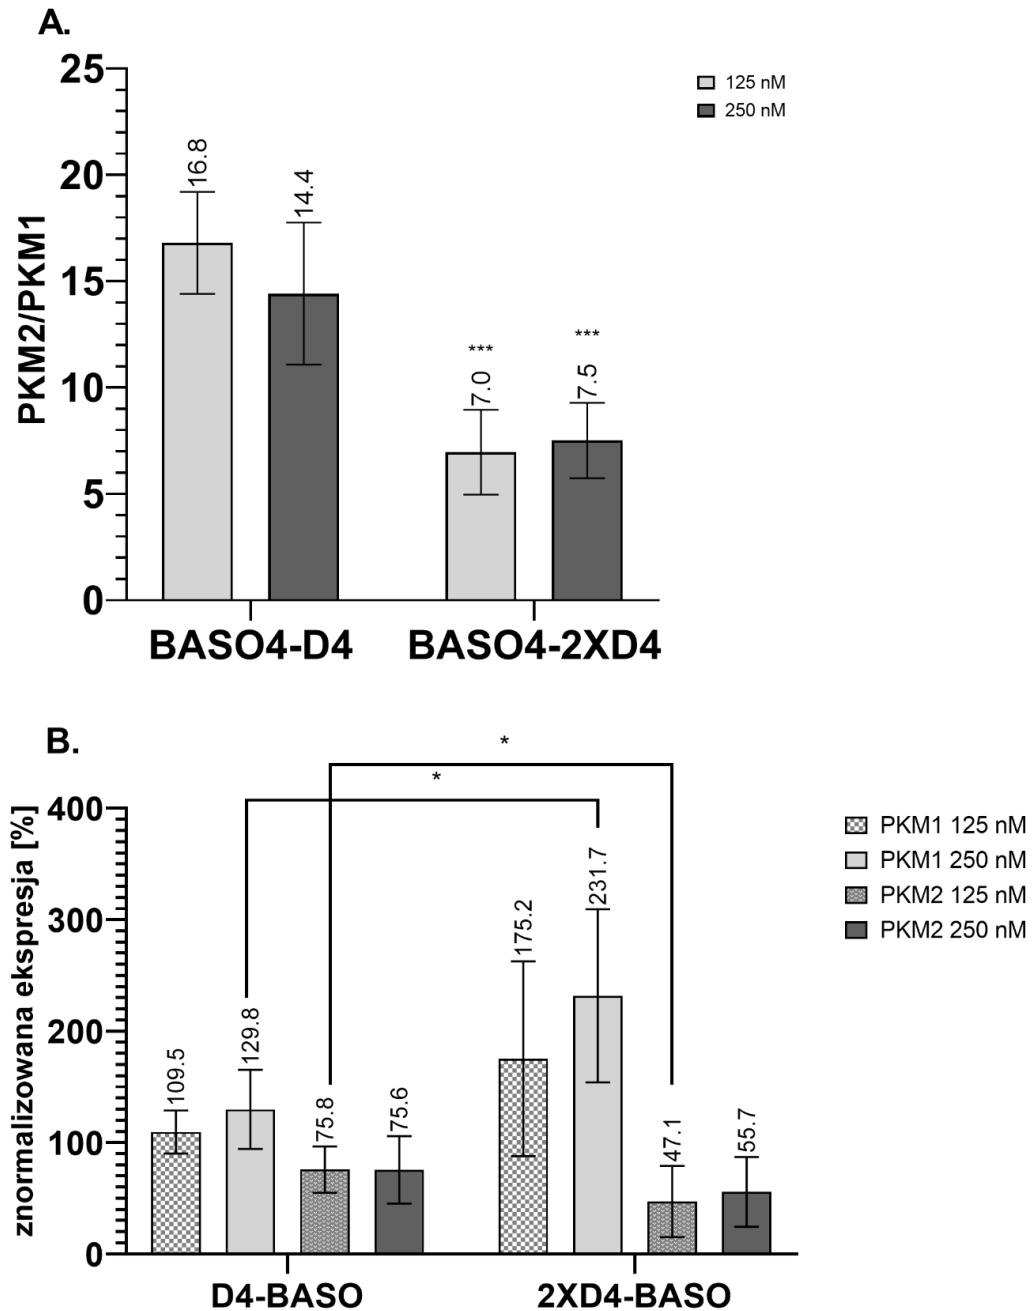 A.
PKM2/PKM1
25
20
15
10
5
0
16.8
14.4
***
7.0
***
7.5
125 nM
250 nM
BASO4-D4
BASO4-2XD4
B.
znormalizowana ekspresja [%]
400
300
200
100
0
*
*
109.5
129.8
75.8
75.6
175.2
231.7
47.1
55.7
PKM1 125 nM
PKM1 250 nM
PKM2 125 nM
PKM2 250 nM
D4-BASO
2XD4-BASO